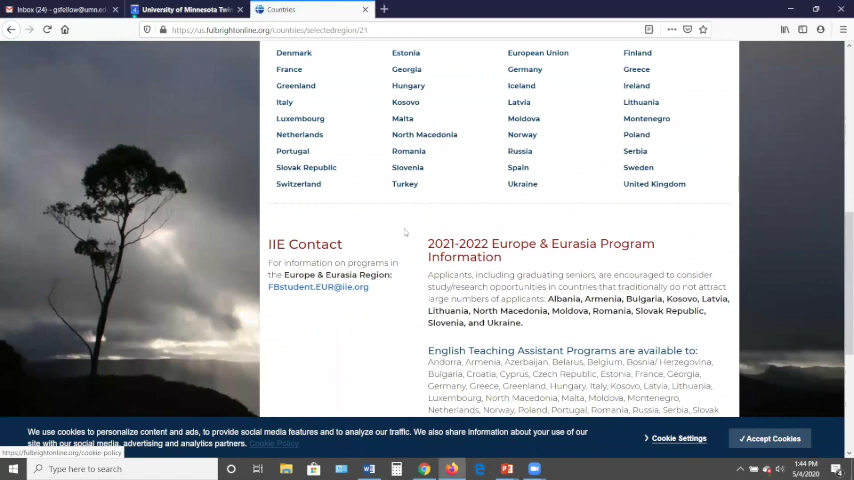 Inbox (24) - gsfellow@umn.ed
University of Minnesota Twin
Countries
https://us.fulbrightonline.org/countries/selectedregion/21
Denmark Estonia European Union Finland
France Georgia Germany Greece
Greenland Hungary Iceland Ireland
Italy Kosovo Latvia Lithuania
Luxembourg Malta Moldova Montenegro
Netherlands North Macedonia Norway Poland
Portugal Romania Russia Serbia
Slovak Republic Slovenia Spain Sweden
Switzerland Turkey Ukraine United Kingdom
IIE Contact
For information on programs in
the Europe & Eurasia Region:
FBstudent.EUR@iie.org
2021-2022 Europe & Eurasia Program
Information
Applicants, including graduating seniors, are encouraged to consider
study/research opportunities in countries that traditionally do not attract
large numbers of applicants: Albania, Armenia, Bulgaria, Kosovo, Latvia,
Lithuania, North Macedonia, Moldova, Romania, Slovak Republic,
Slovenia, and Ukraine.
English Teaching Assistant Programs are available to:
Andorra, Armenia, Azerbaijan, Belarus, Belgium, Bosnia/ Herzegovina,
Bulgaria, Croatia, Cyprus, Czech Republic, Estonia, France, Georgia,
Germany, Greece, Greenland, Hungary, Italy, Kosovo, Latvia, Lithuania,
Luxembourg, North Macedonia, Malta, Moldova, Montenegro,
Netherlands, Norway, Poland, Portugal, Romania, Russia, Serbia, Slovak
We use cookies to personalize content and ads, to provide social media features and to analyze our traffic. We also share information about your use of our
site with our social media, advertising and analytics partners. Cookie Policy
Cookie Settings
✓Accept Cookies
https://us.fulbrightonline.org/cookie-policy
Type here to search
1:44 PM
5/4/2020